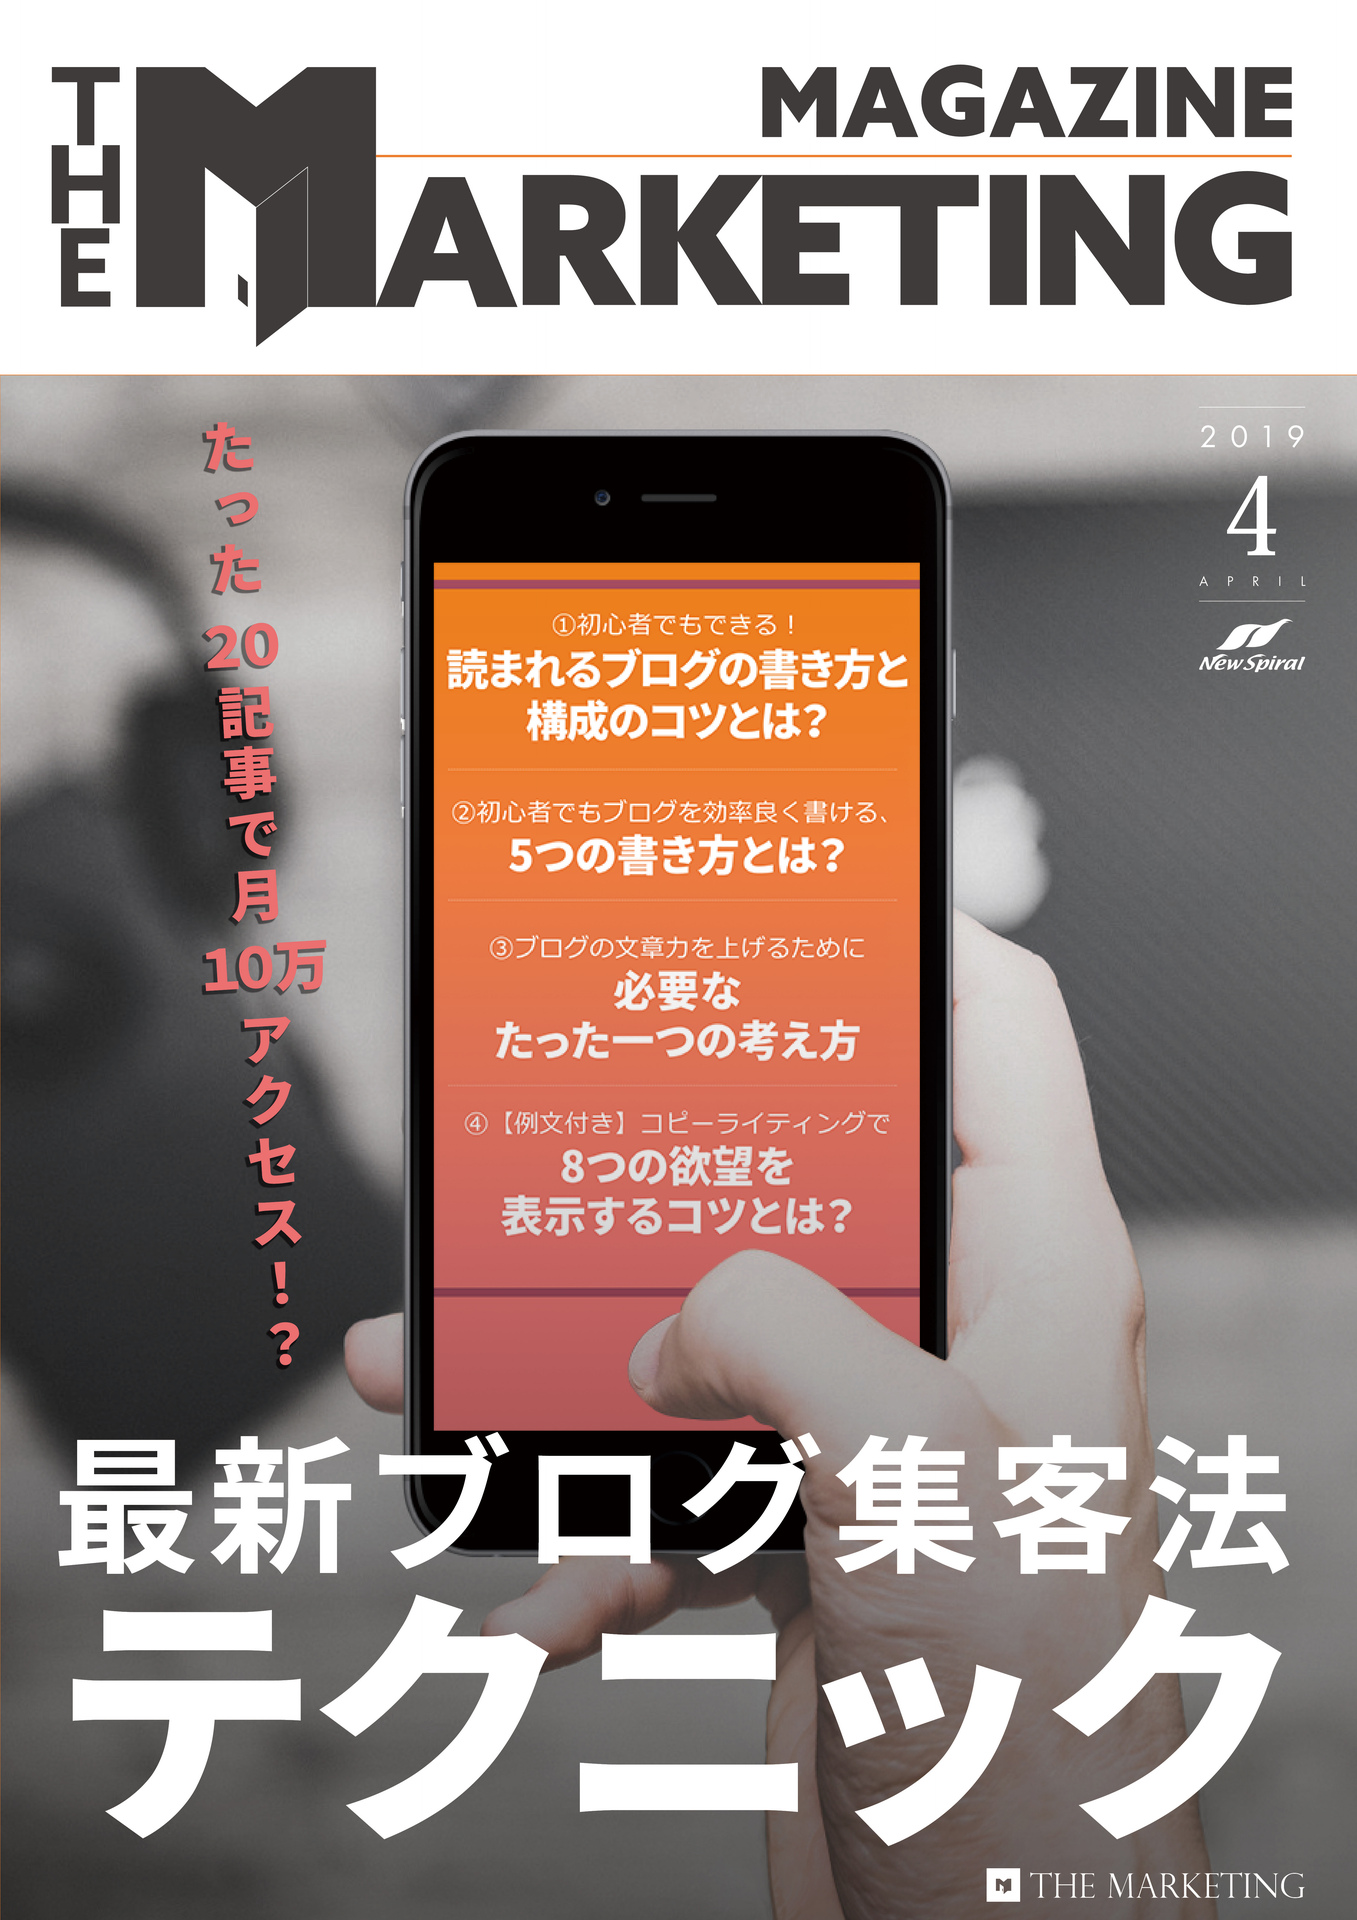 THE MARKETING
MAGAZINE
2019
4
APRIL
New Spiral
たった20記事で月10万アクセス！？
①初心者でもできる！
読まれるブログの書き方と
構成のコツとは？
②初心者でもブログを効率良く書ける、
5つの書き方とは？
③ブログの文章力を上げるために
必要な
たった一つの考え方
④【例文付き】コピーライティングで
8つの欲望を
表示するコツとは？
最新ブログ集客法
テクニック
THE MARKETING